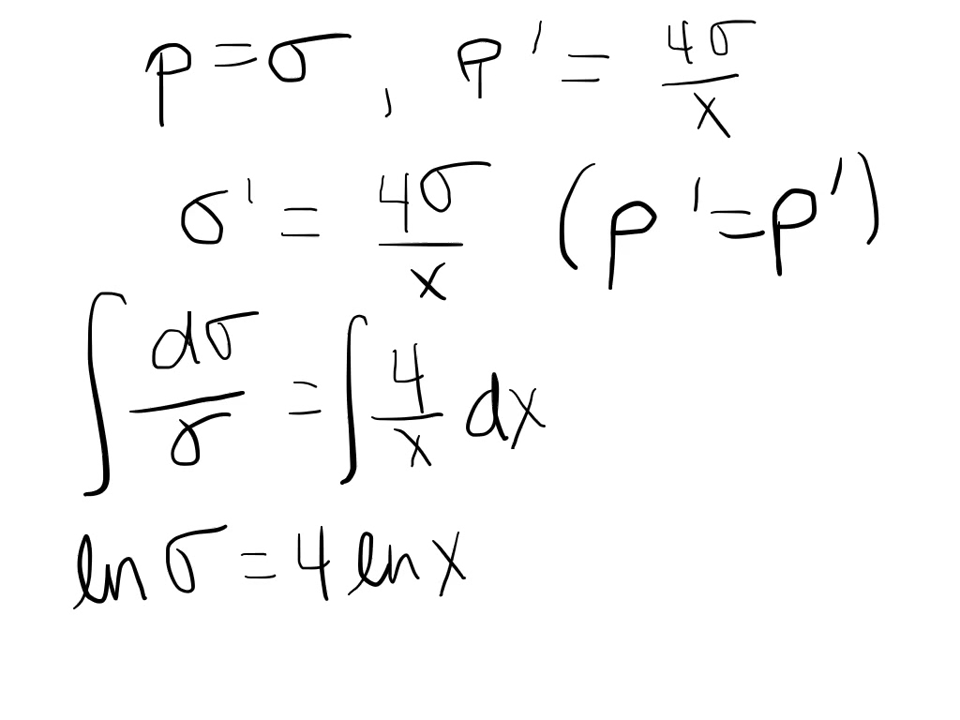 p = σ , p' = 4σ/x
σ' = 4σ/x (p' = p')
∫ dσ/σ = ∫ 4/x dx
ln σ = 4 ln x